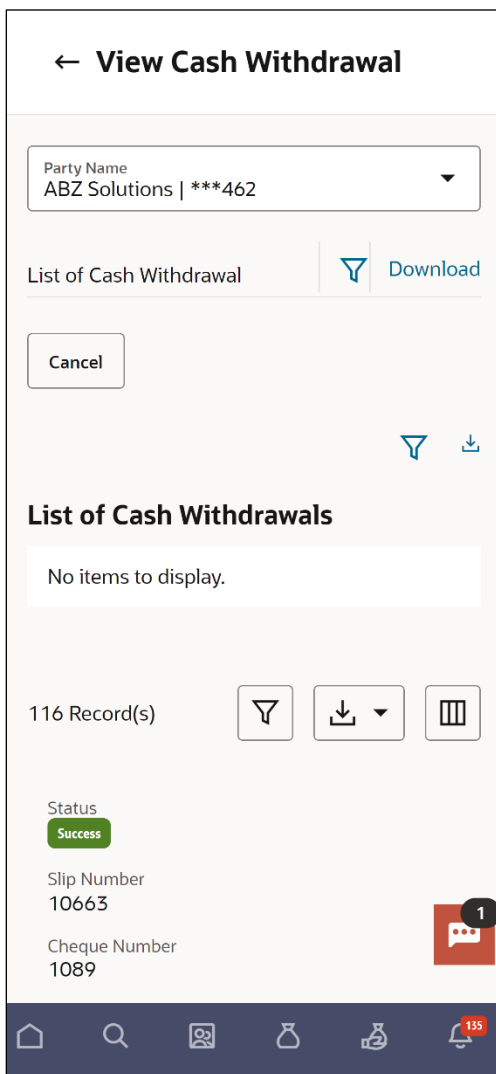 ← View Cash Withdrawal
Party Name
ABZ Solutions | ***462
List of Cash Withdrawal
Download
Cancel
List of Cash Withdrawals
No items to display.
116 Record(s)
Status
Success
Slip Number
10663
1
Cheque Number
1089
135